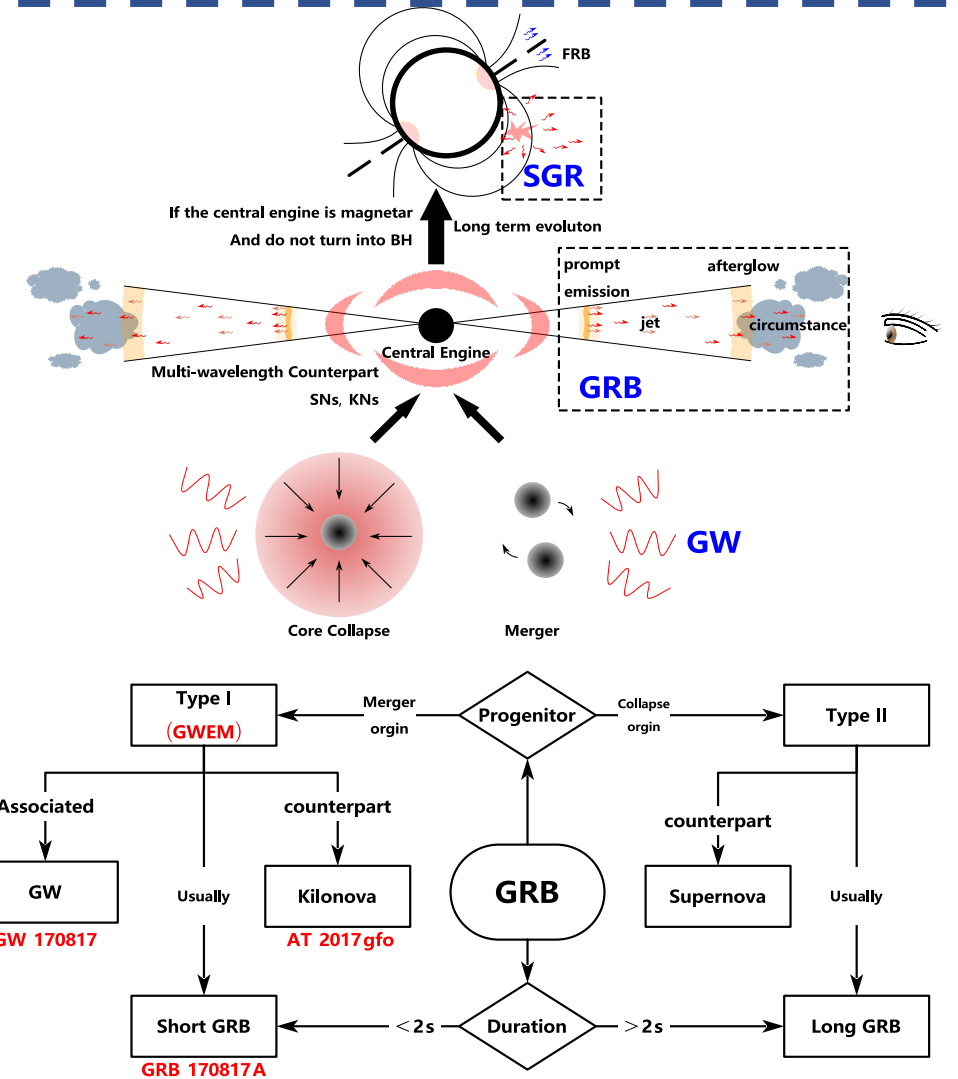 FRB
SGR
If the central engine is magnetar
And do not turn into BH
Long term evoluton
prompt
emission
afterglow
jet
circumstance
Central Engine
GRB
Multi-wavelength Counterpart
SNs, KNs
GW
Core Collapse
Merger
Type I
(GWEM)
Merger
orgin
Progenitor
Collapse
orgin
Type II
Associated
counterpart
counterpart
GW
Usually
Kilonova
GRB
Supernova
Usually
GW 170817
AT 2017gfo
Short GRB
<2s
Duration
>2s
Long GRB
GRB 170817A